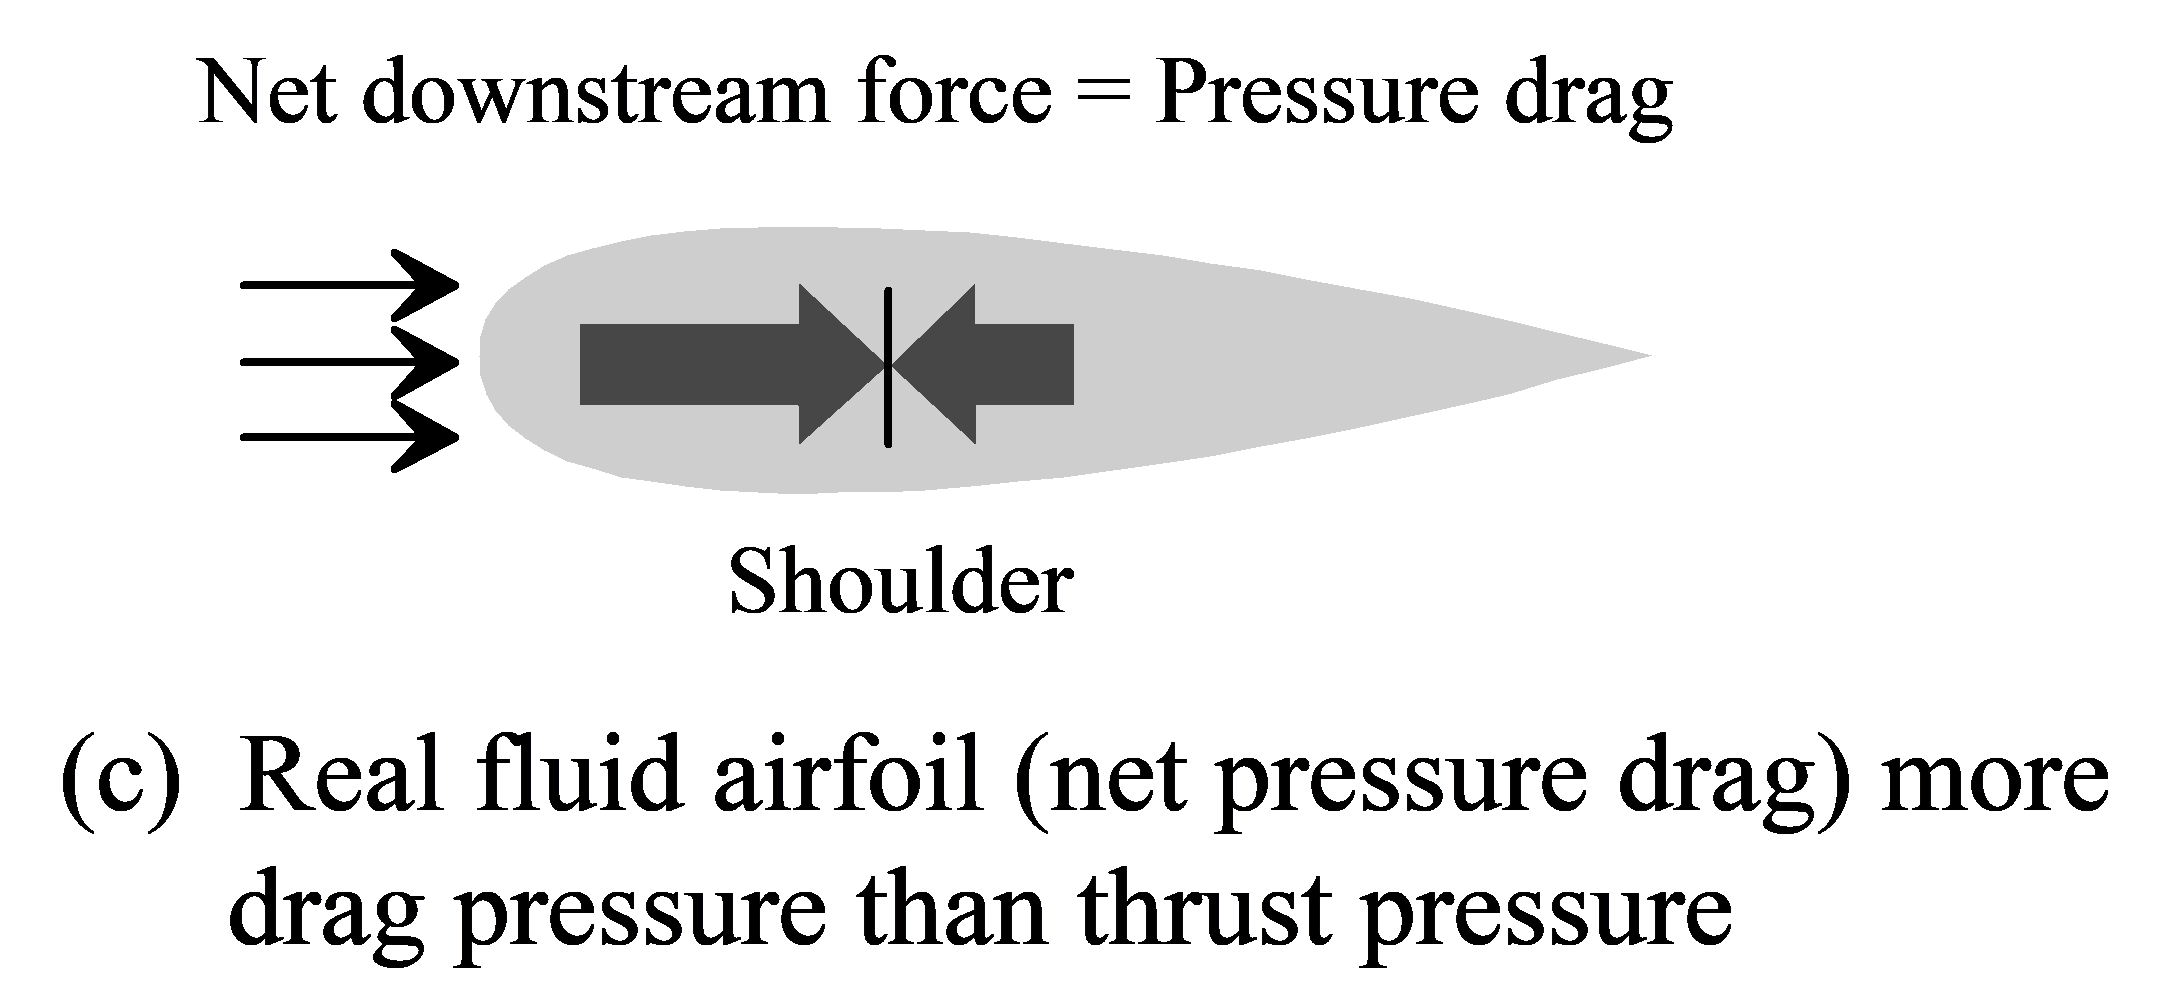 Net downstream force = Pressure drag
Shoulder
(c) Real fluid airfoil (net pressure drag) more
drag pressure than thrust pressure